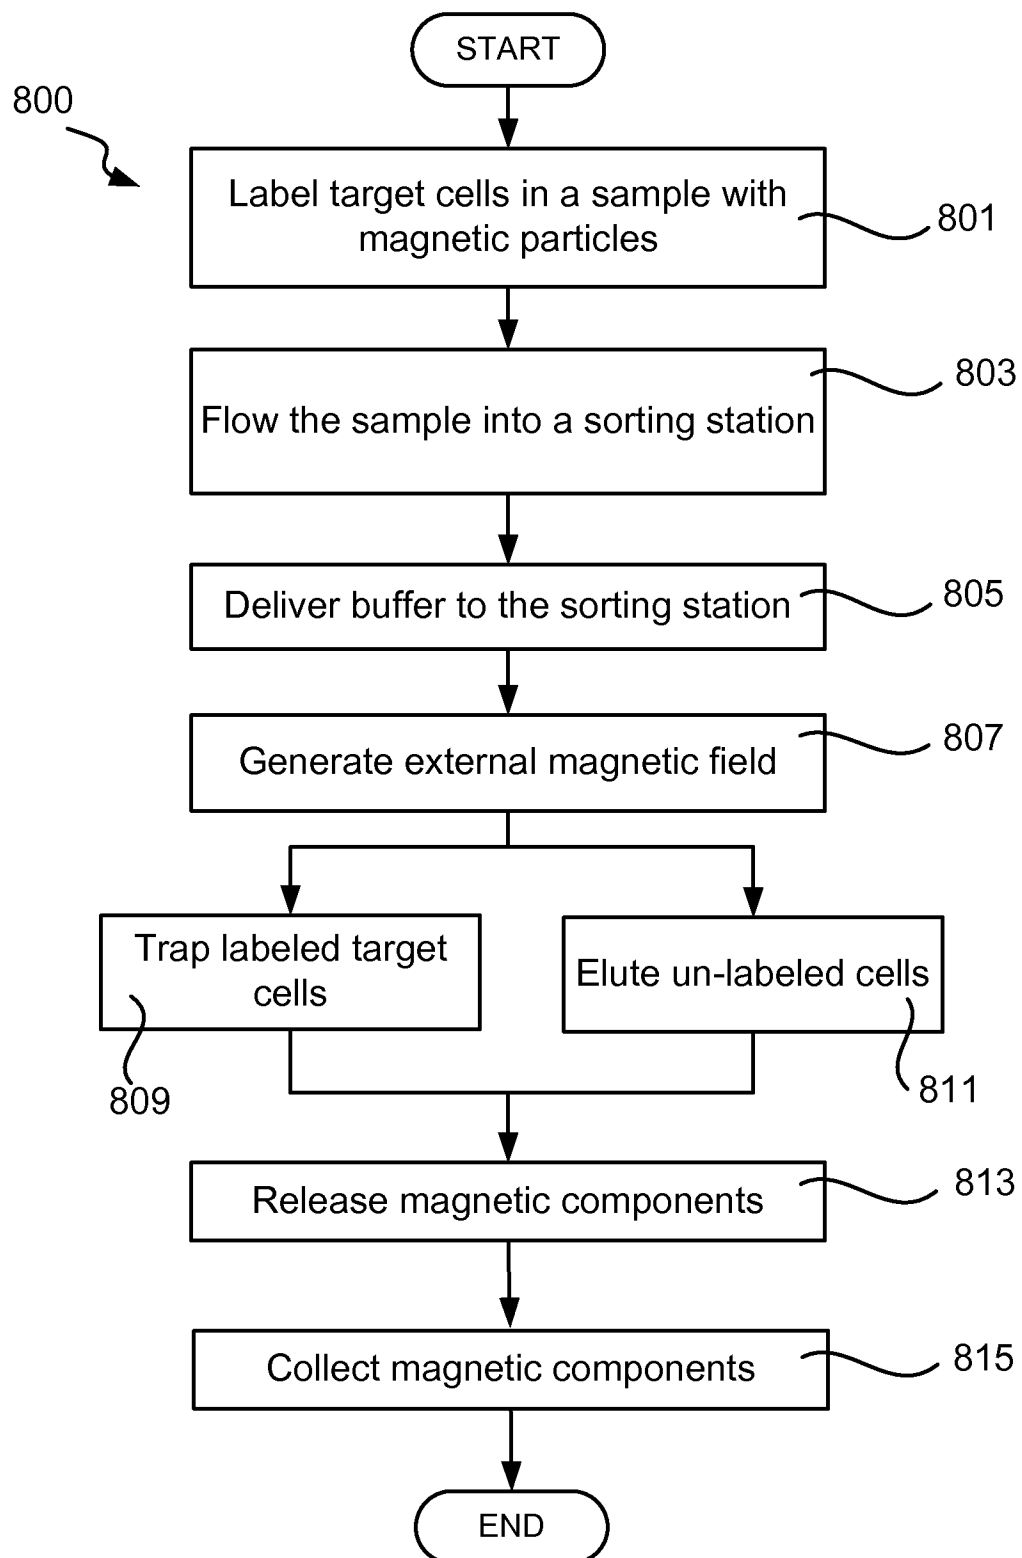 START
800
Label target cells in a sample with
magnetic particles
801
803
Flow the sample into a sorting station
Deliver buffer to the sorting station
805
Generate external magnetic field
807
Trap labeled target
cells
Elute un-labeled cells
809
811
Release magnetic components
813
Collect magnetic components
815
END